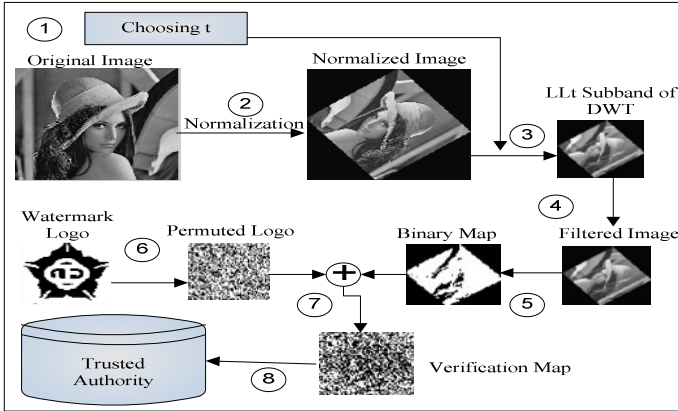 1
Choosing t
Original Image
Normalized Image
2
Normalization
LLt Subband of
DWT
3
4
Watermark
Logo
6
Permuted Logo
Binary Map
Filtered Image
7
5
Trusted
Authority
8
Verification Map